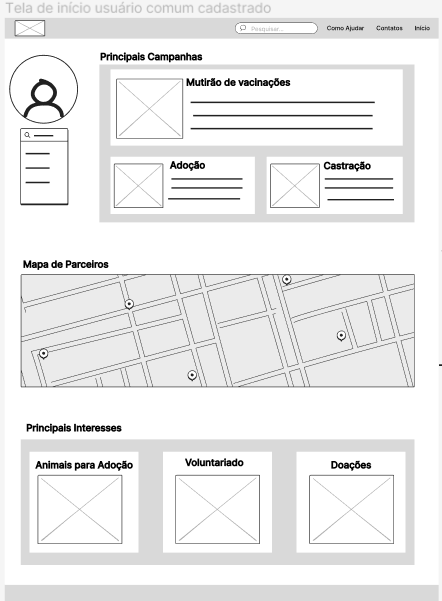 Tela de início usuário comum cadastrado
Pesquisar...
Como Ajudar
Contatos
Início
Principais Campanhas
Mutirão de vacinações
Adoção
Castração
Mapa de Parceiros
Principais Interesses
Animais para Adoção
Voluntariado
Doações